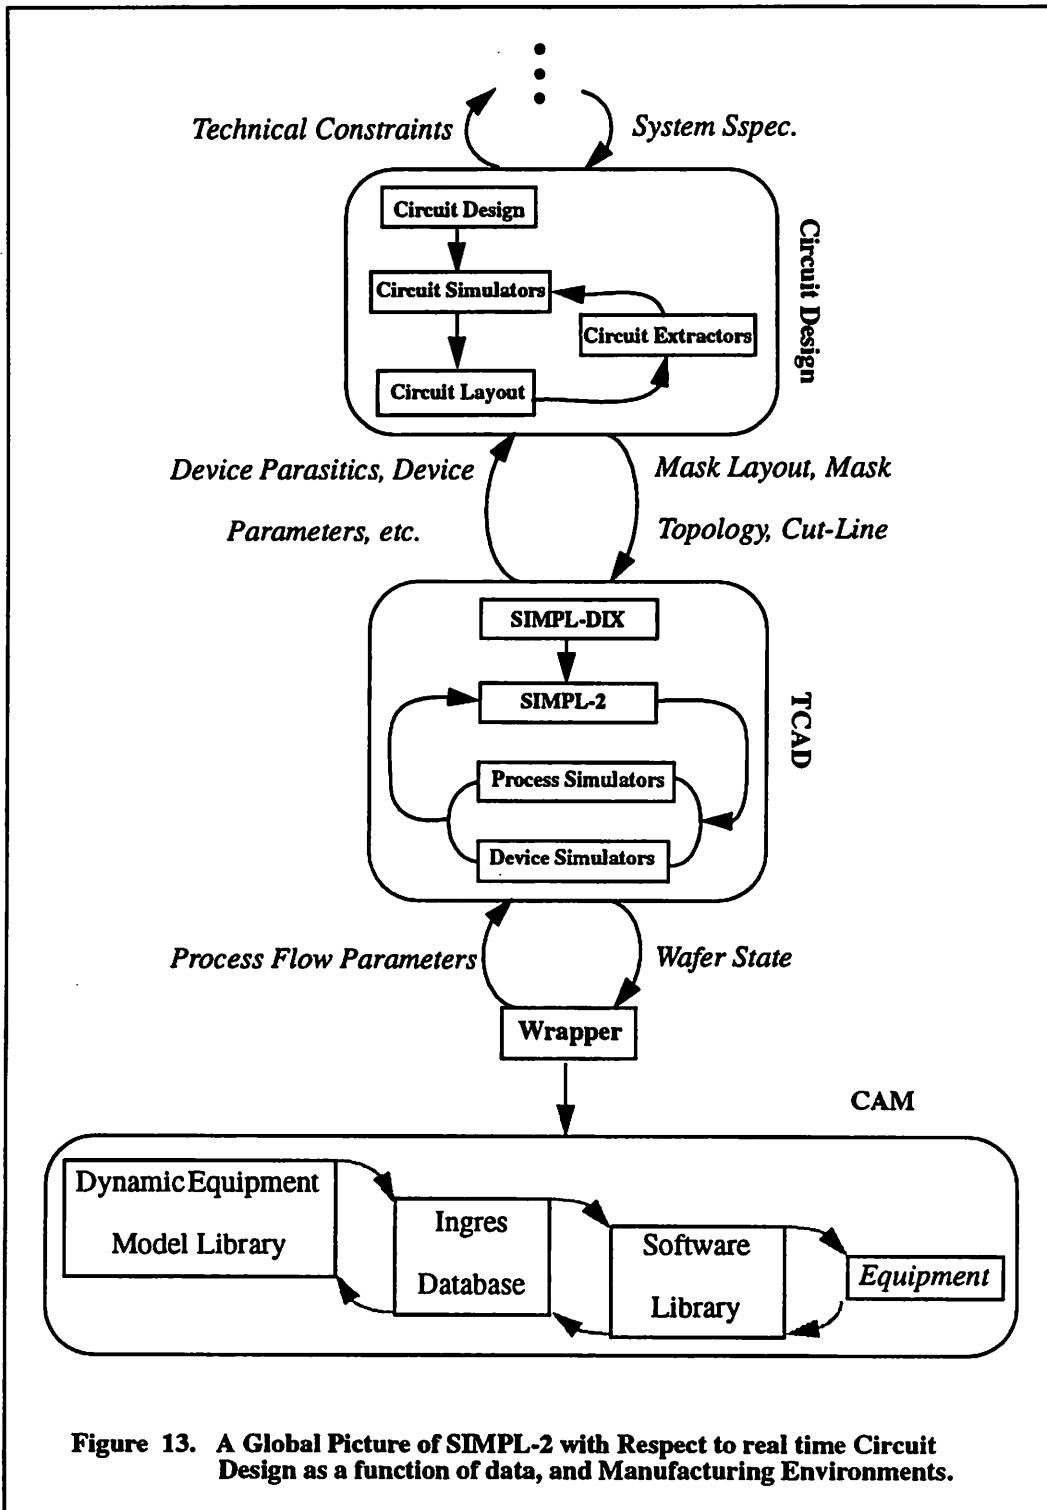 Technical Constraints
System Sspec.
Circuit Design
Circuit Simulators
Circuit Extractors
Circuit Layout
Circuit Design
Device Parasitics, Device
Parameters, etc.
Mask Layout, Mask
Topology, Cut-Line
SIMPL-DIX
SIMPL-2
Process Simulators
Device Simulators
TCAD
Process Flow Parameters
Wafer State
Wrapper
CAM
Dynamic Equipment
Model Library
Ingres
Database
Software
Library
Equipment
Figure 13. A Global Picture of SIMPL-2 with Respect to real time Circuit
Design as a function of data, and Manufacturing Environments.